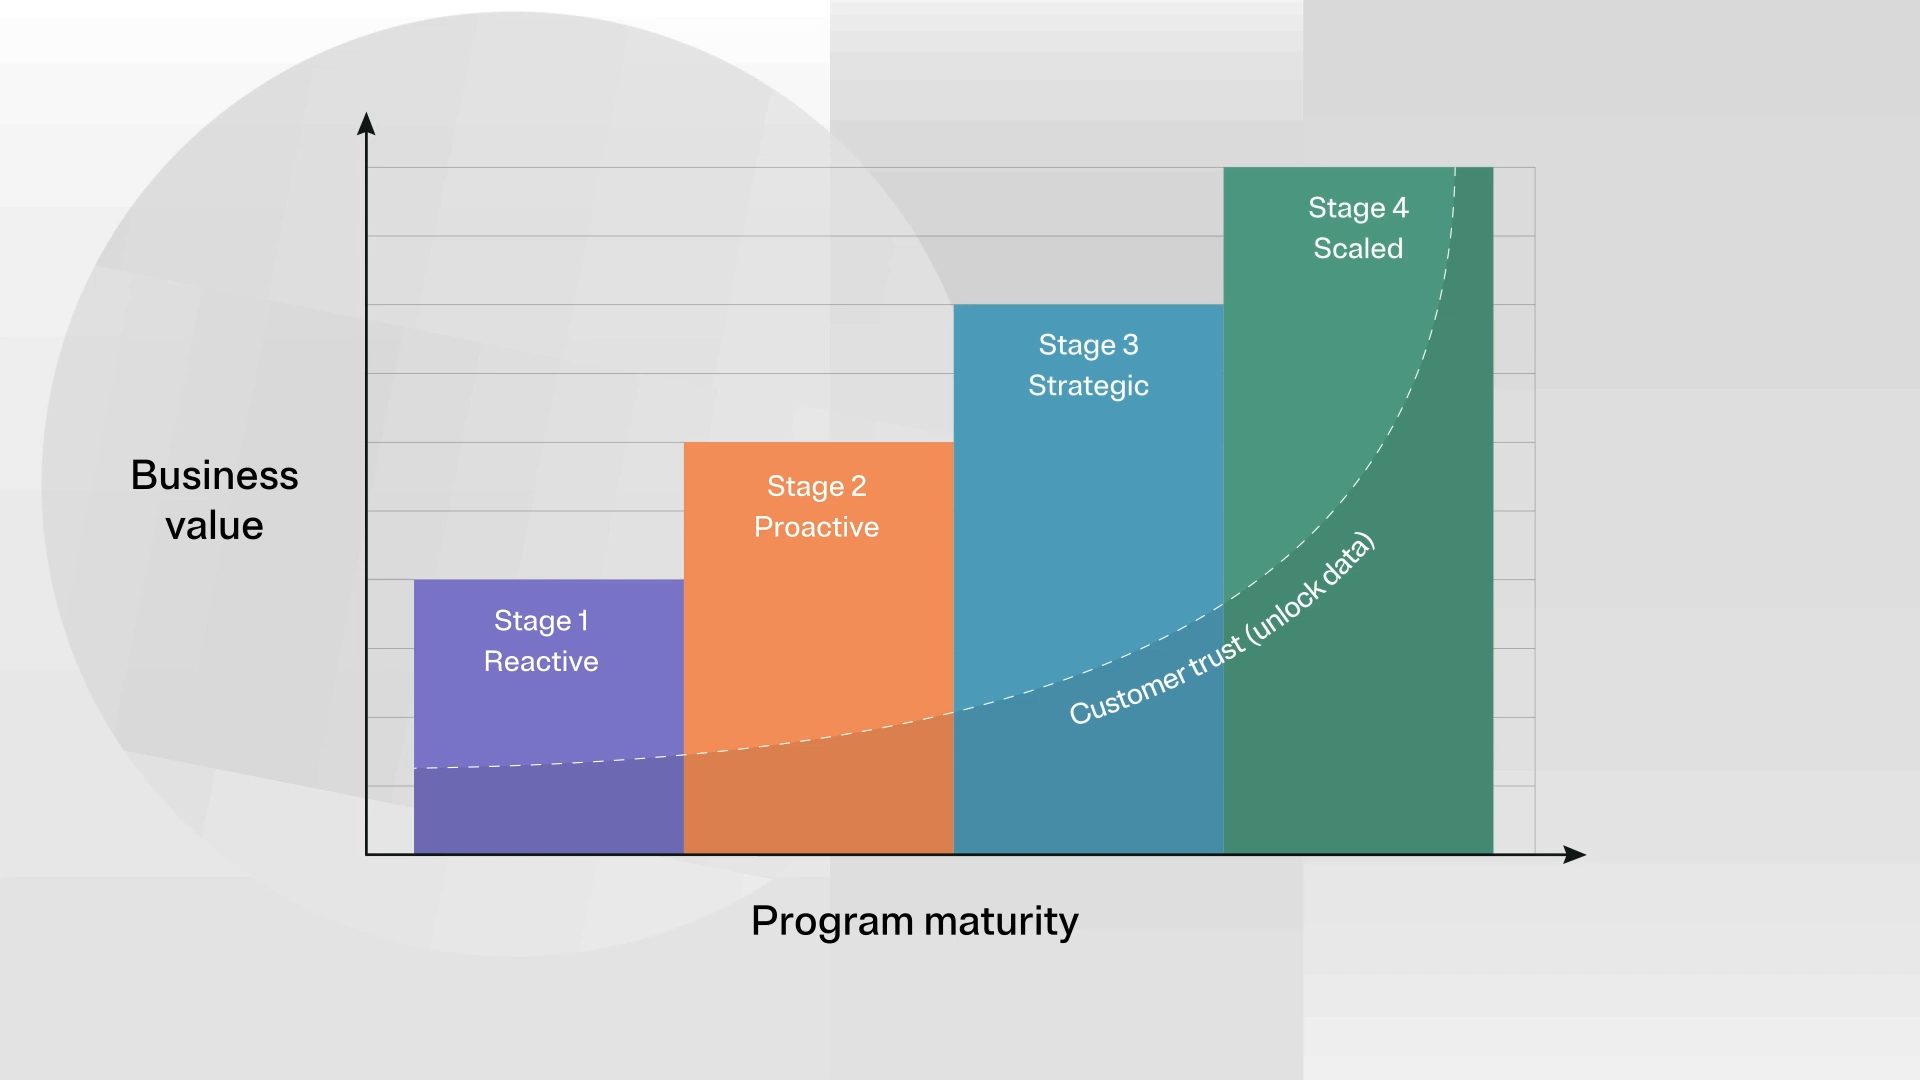 Stage 4
Scaled
Stage 3
Strategic
Stage 2
Proactive
Stage 1
Reactive
Business
value
Customer trust (unlock data)
Program maturity